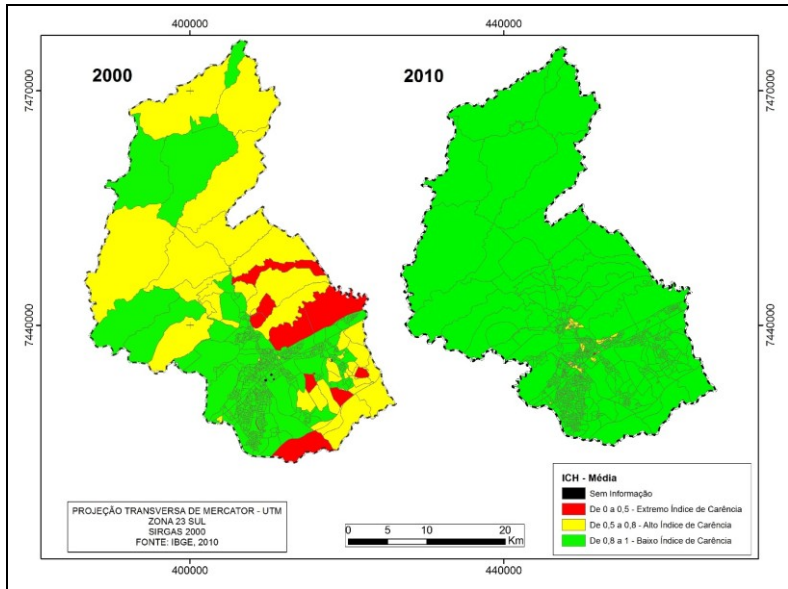 400000
440000
2000
2010
7470000
7470000
7440000
7440000
ICH - Média
Sem Informação
De 0 a 0,5 - Extremo Índice de Carência
De 0,5 a 0,8 - Alto Índice de Carência
De 0,8 a 1 - Baixo Índice de Carência
PROJEÇÃO TRANSVERSA DE MERCATOR - UTM
ZONA 23 SUL
SIRGAS 2000
FONTE: IBGE, 2010
0 5 10 20
Km
400000
440000